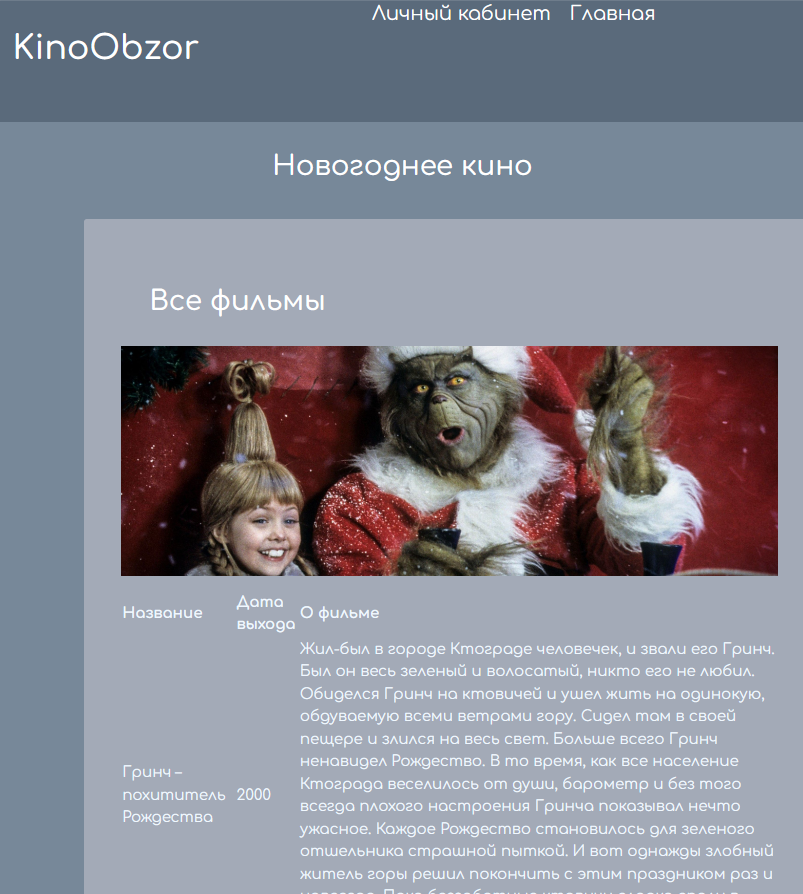 Личный кабинет Главная
KinoObzor
Новогоднее кино
Все фильмы
Название
Дата
выхода
О фильме
Гринч –
похититель
Рождества
2000
Жил-был в городе Ктограде человечек, и звали его Гринч.
Был он весь зеленый и волосатый, никто его не любил.
Обиделся Гринч на ктовичей и ушел жить на одинокую,
обдуваемую всеми ветрами гору. Сидел там в своей
пещере и злился на весь свет. Больше всего Гринч
ненавидел Рождество. В то время, как все население
Ктограда веселилось от души, барометр и без того
всегда плохого настроения Гринча показывал нечто
ужасное. Каждое Рождество становилось для зеленого
отшельника страшной пыткой. И вот однажды злобный
житель горы решил покончить с этим праздником раз и